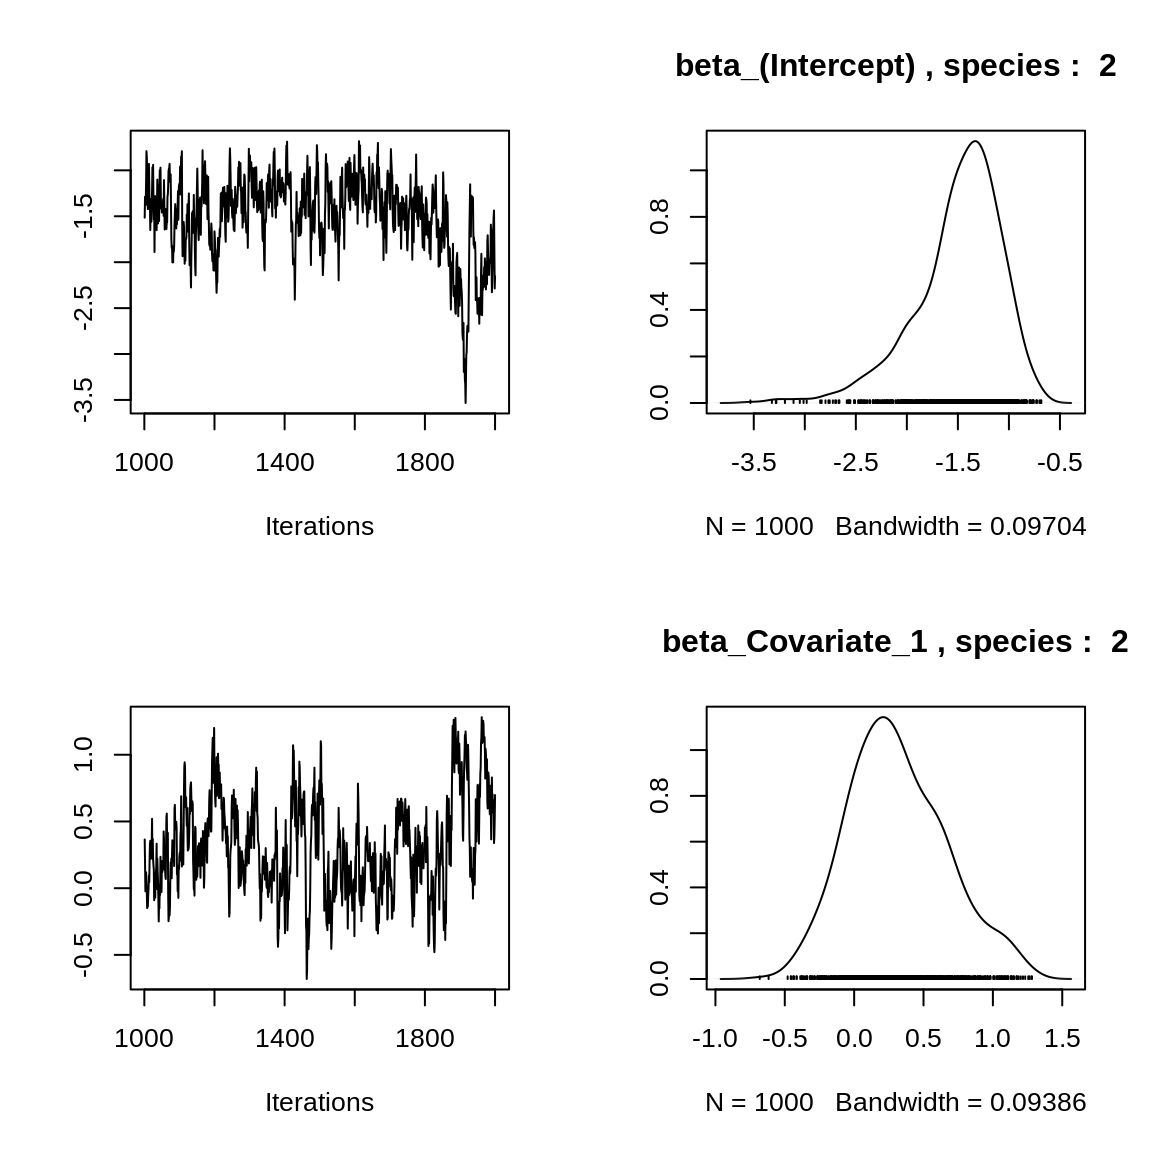 beta_(Intercept) , species :  2
-1.5
-2.5
-3.5
1000 1400 1800
Iterations
0.8
0.4
0.0
-3.5 -2.5 -1.5 -0.5
N = 1000   Bandwidth = 0.09704
beta_Covariate_1 , species :  2
1.0
0.5
0.0
-0.5
1000 1400 1800
Iterations
0.8
0.4
0.0
-1.0 -0.5 0.0 0.5 1.0 1.5
N = 1000   Bandwidth = 0.09386